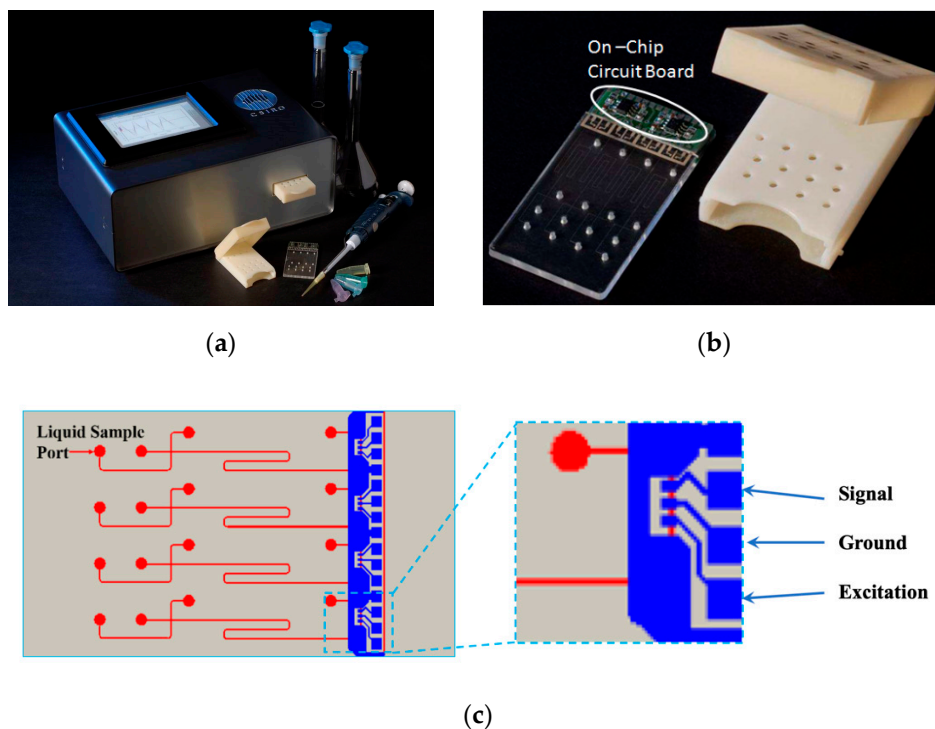 CSIRO
(a)
On –Chip
Circuit Board
(b)
Liquid Sample
Port
Signal
Ground
Excitation
(c)